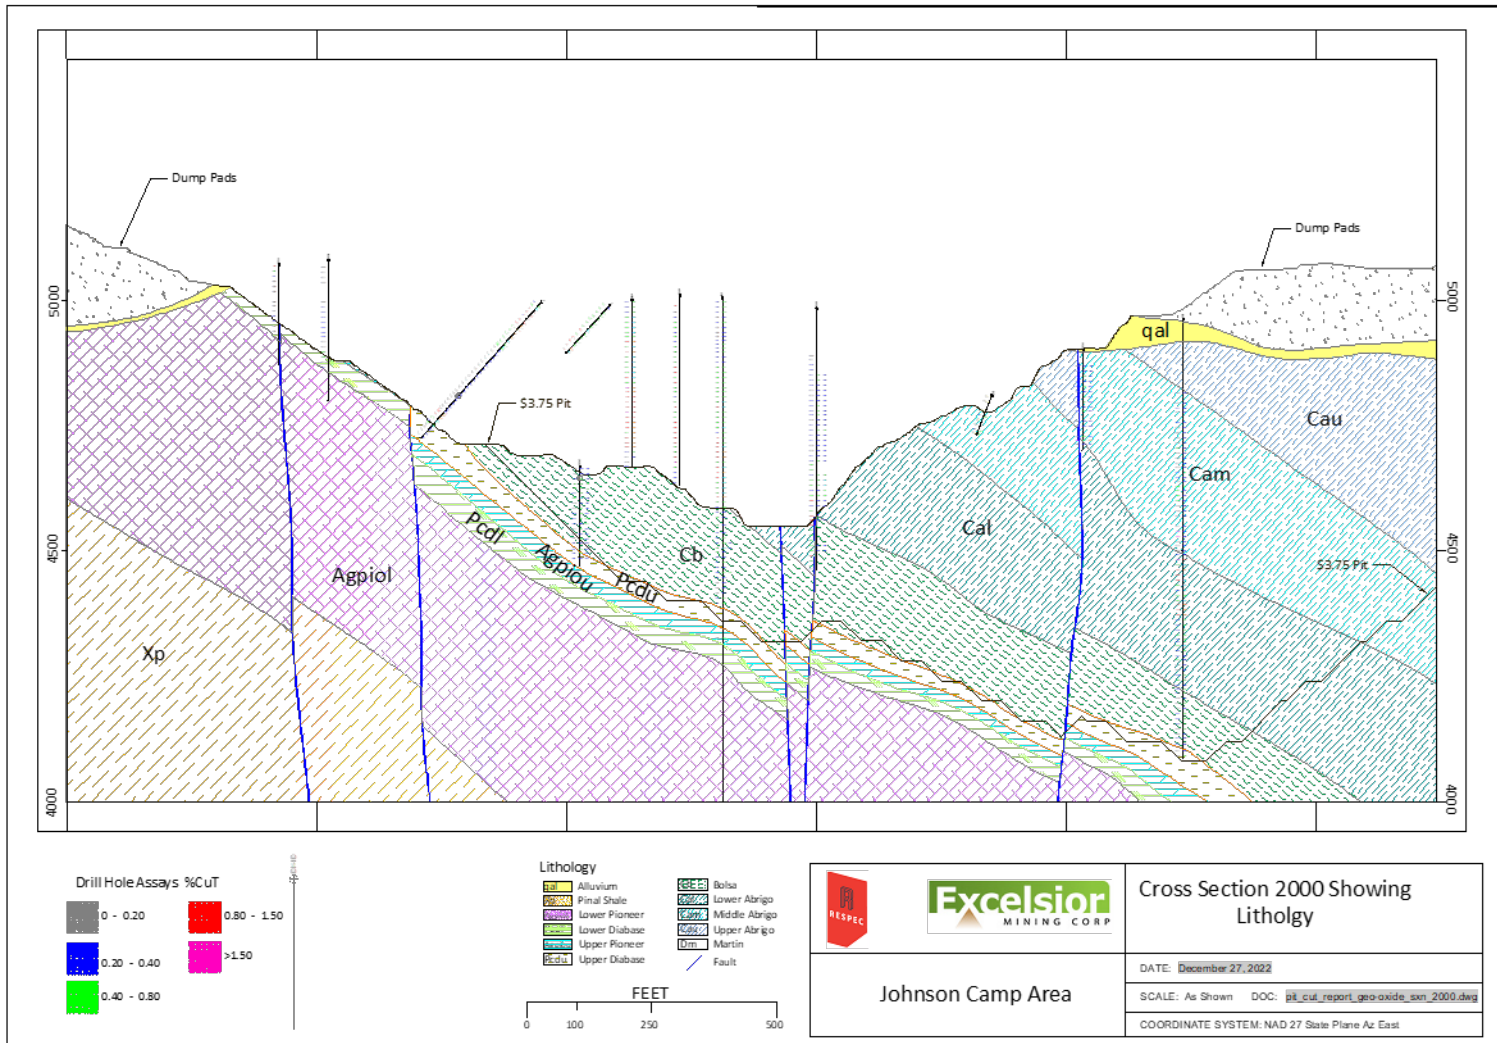 Dump Pads
Dump Pads
5000
5000
qal
$3.75 Pit
Cau
Cam
Pcdl
Agpiou
Pcdu
Cb
Cal
4500
4500
Agpiol
$3.75 Pit
Xp
4000
4000
Drill Hole Assays %CuT
0 - 0.20
0.80 - 1.50
0.20 - 0.40
>1.50
0.40 - 0.80
Lithology
qal Alluvium
Pinal Shale
Lower Pioneer
Lower Diabase
Upper Pioneer
Pcdu Upper Diabase
Bolsa
Lower Abrigo
Cam Middle Abrigo
Cau Upper Abrigo
Dm Martin
Fault
FEET
0 100 250 500
RESPEC
Excelsior
MINING CORP
Cross Section 2000 Showing
Litholgy
Johnson Camp Area
DATE: December 27, 2022
SCALE: As Shown DOC: pit_cut_report_geo-oxide_sxn_2000.dwg
COORDINATE SYSTEM: NAD 27 State Plane Az East